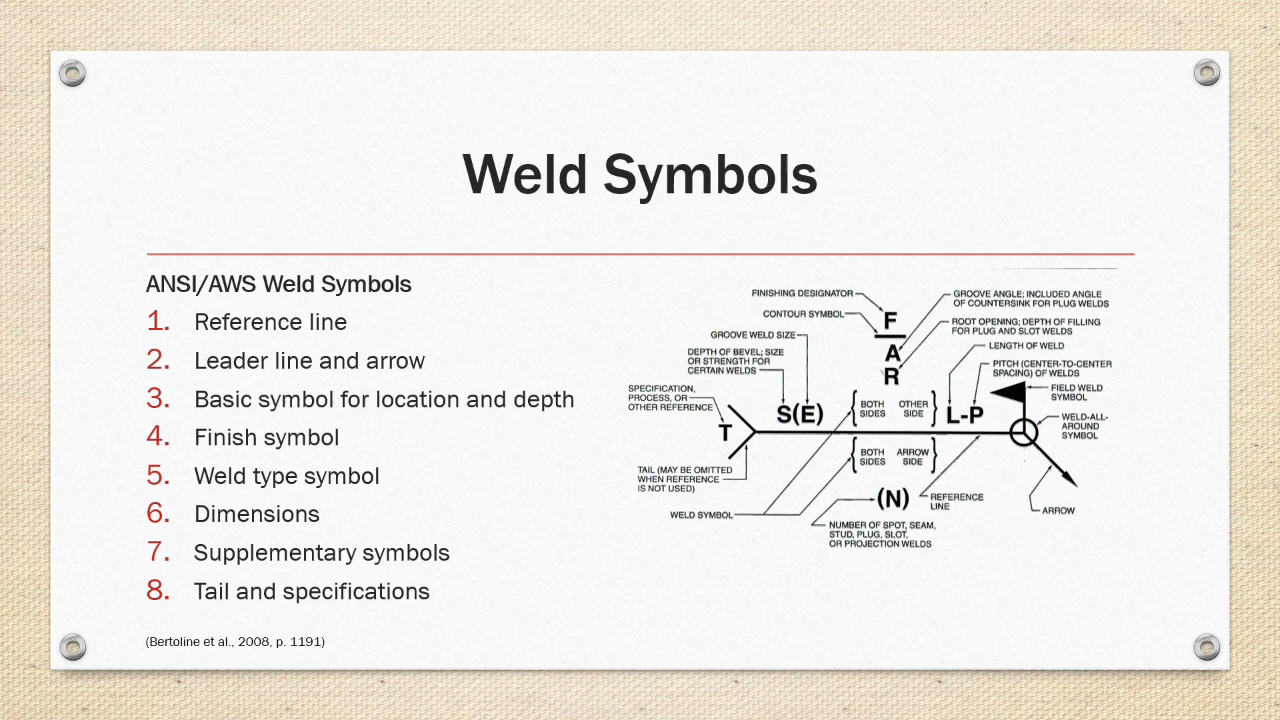 Weld Symbols
ANSI/AWS Weld Symbols
1. Reference line
2. Leader line and arrow
3. Basic symbol for location and depth
4. Finish symbol
5. Weld type symbol
6. Dimensions
7. Supplementary symbols
8. Tail and specifications
(Bertoline et al., 2008, p. 1191)
FINISHING DESIGNATOR
CONTOUR SYMBOL
GROOVE WELD SIZE
DEPTH OF BEVEL; SIZE
OR STRENGTH FOR
CERTAIN WELDS
SPECIFICATION,
PROCESS, OR
OTHER REFERENCE
T
TAIL (MAY BE OMITTED
WHEN REFERENCE
IS NOT USED)
WELD SYMBOL
S(E)
F
A
R
GROOVE ANGLE; INCLUDED ANGLE
OF COUNTERSINK FOR PLUG WELDS
ROOT OPENING; DEPTH OF FILLING
FOR PLUG AND SLOT WELDS
LENGTH OF WELD
PITCH (CENTER-TO-CENTER
SPACING) OF WELDS
FIELD WELD
SYMBOL
WELD-ALL-
AROUND
SYMBOL
L-P
BOTH
SIDES
OTHER
SIDE
BOTH
SIDES
ARROW
SIDE
(N)
REFERENCE
LINE
ARROW
NUMBER OF SPOT, SEAM,
STUD, PLUG, SLOT,
OR PROJECTION WELDS